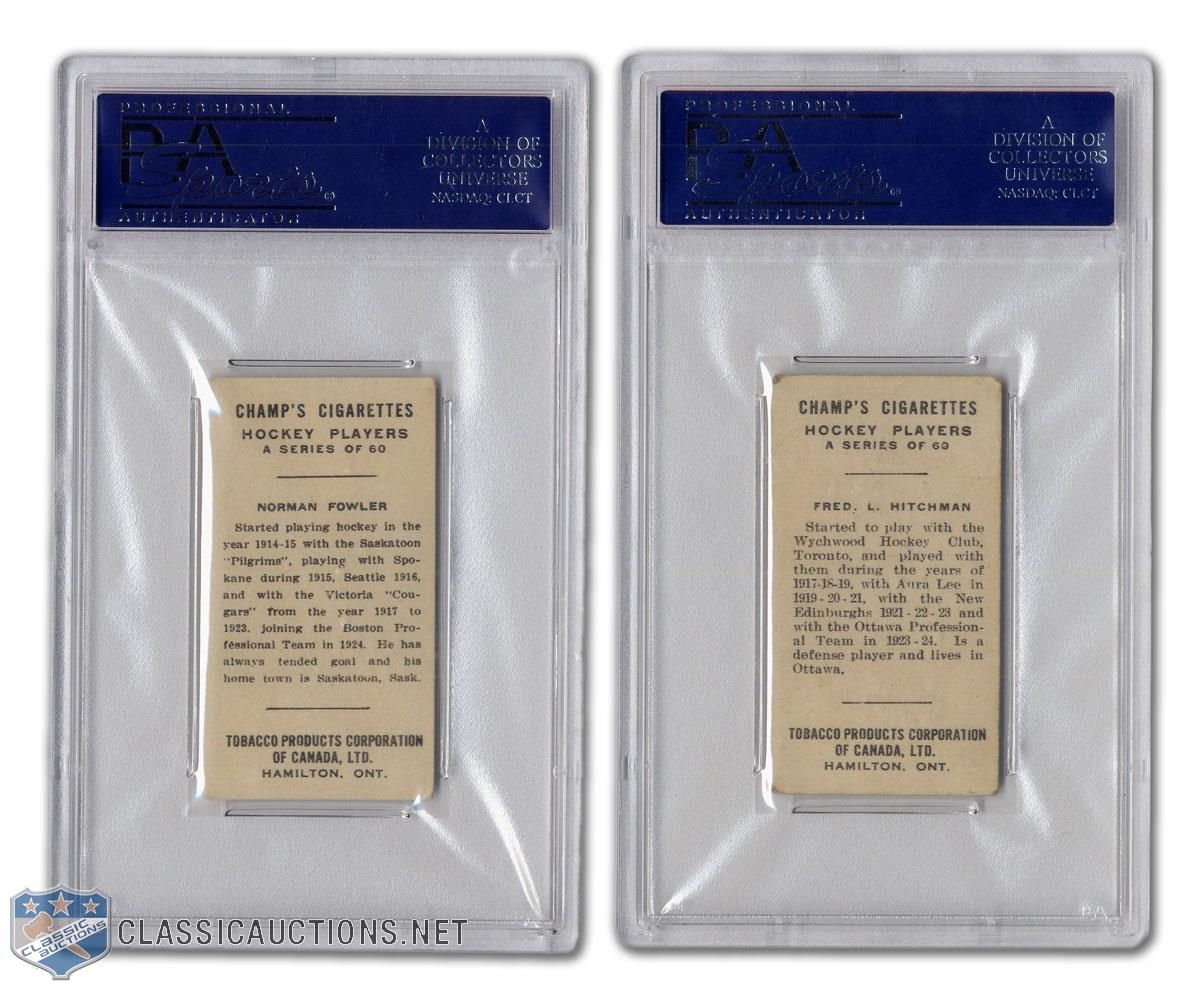 PROFESSIONAL
PSA
Sports
AUTHENTICATOR
A
DIVISION OF
COLLECTORS
UNIVERSE
NASDAQ: CLCT
CHAMP'S CIGARETTES
HOCKEY PLAYERS
A SERIES OF 60
NORMAN FOWLER
Started playing hockey in the
year 1914-15 with the Saskatoon
"Pilgrims", playing with Spo-
kane during 1915, Seattle 1916,
and with the Victoria "Cou-
gars" from the year 1917 to
1923, joining the Boston Pro-
fessional Team in 1924. He has
always tended goal and his
home town is Saskatoon, Sask.
TOBACCO PRODUCTS CORPORATION
OF CANADA, LTD.
HAMILTON, ONT.
PROFESSIONAL
PSA
Sports
AUTHENTICATOR
A
DIVISION OF
COLLECTORS
UNIVERSE
NASDAQ: CLCT
CHAMP'S CIGARETTES
HOCKEY PLAYERS
A SERIES OF 60
FRED. L. HITCHMAN
Started to play with the
Wychwood Hockey Club,
Toronto, and played with
them during the years of
1917-18-19, with Aura Lee in
1919-20-21, with the New
Edinburghs 1921-22-23 and
with the Ottawa Profession-
al Team in 1923-24. Is a
defense player and lives in
Ottawa.
TOBACCO PRODUCTS CORPORATION
OF CANADA, LTD.
HAMILTON, ONT.
PSA
CLASSIC
AUCTIONS
CLASSICAUCTIONS.NET